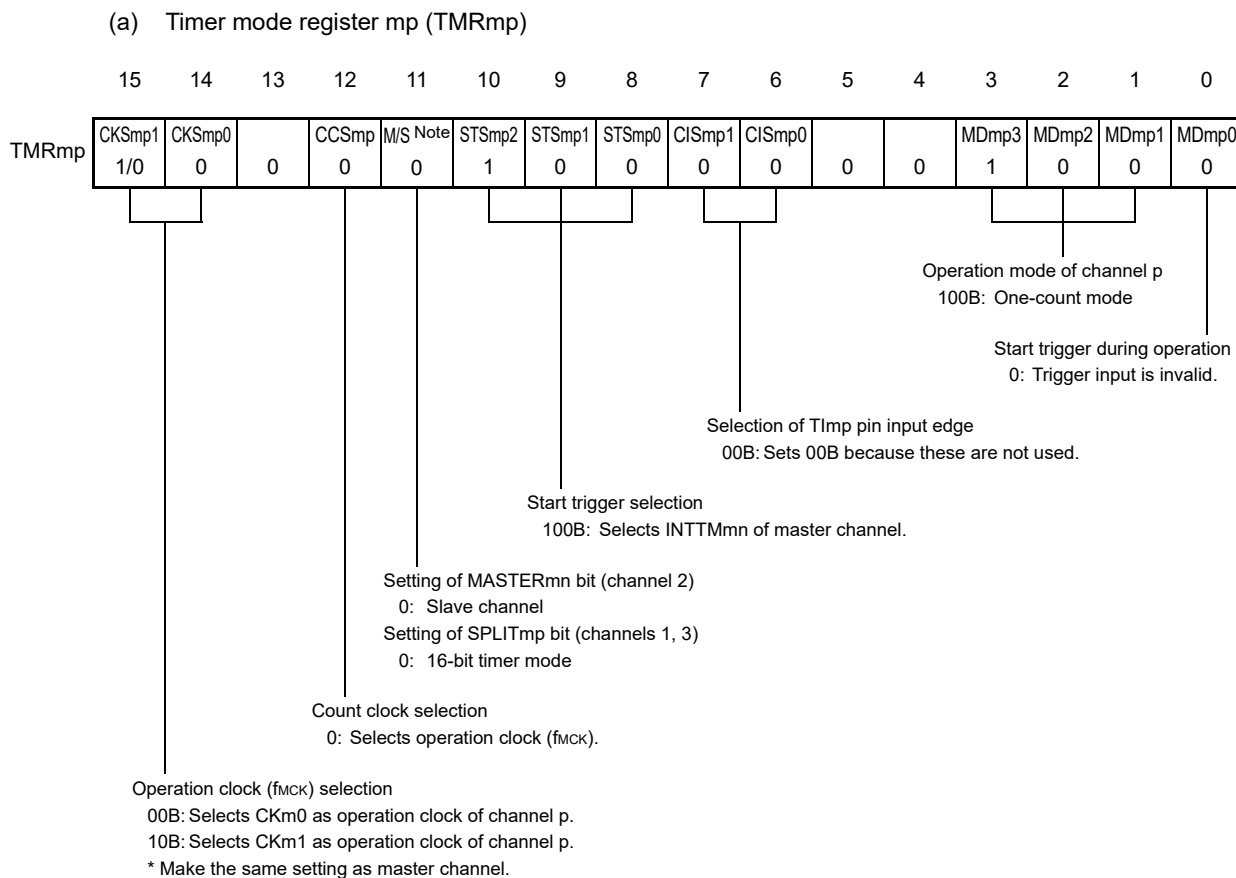 (a) Timer mode register mp (TMRmp)
15 14 13 12 11 10 9 8 7 6 5 4 3 2 1 0
TMRmp
CKSmp1 CKSmp0 CCSmp M/S Note STSmp2 STSmp1 STSmp0 CISmp1 CISmp0 MDmp3 MDmp2 MDmp1 MDmp0
1/0 0 0 0 0 1 0 0 0 0 0 0 1 0 0 0
Operation mode of channel p
100B: One-count mode
Start trigger during operation
0: Trigger input is invalid.
Selection of TImp pin input edge
00B: Sets 00B because these are not used.
Start trigger selection
100B: Selects INTTMmn of master channel.
Setting of MASTERmn bit (channel 2)
0: Slave channel
Setting of SPLITmp bit (channels 1, 3)
0: 16-bit timer mode
Count clock selection
0: Selects operation clock (fMCK).
Operation clock (fMCK) selection
00B: Selects CKm0 as operation clock of channel p.
10B: Selects CKm1 as operation clock of channel p.
* Make the same setting as master channel.